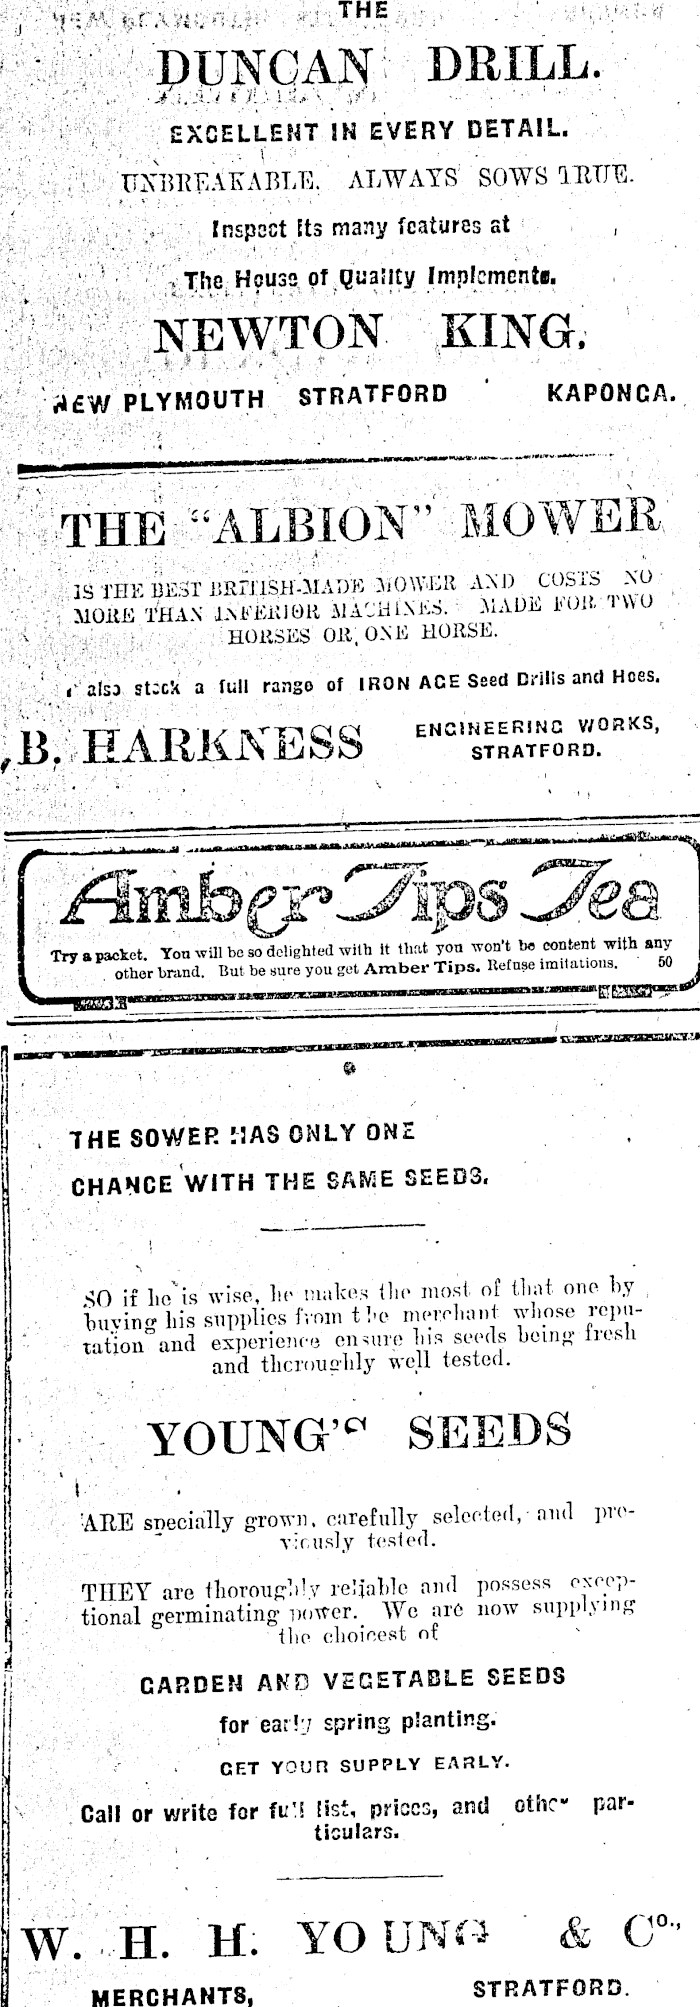 THE
DUNCAN DRILL.
EXCELLENT IN EVERY DETAIL.
UNBREAKABLE. ALWAYS SOWS TRUE.
Inspect its many features at
The House of Quality Implements.
NEWTON KING.
NEW PLYMOUTH STRATFORD KAPONGA.
THE "ALBION" MOWER
IS THE BEST BRITISH-MADE MOWER AND COSTS NO
MORE THAN INFERIOR MACHINES. MADE FOR TWO
HORSES OR ONE HORSE.
also stock a full range of IRON AGE Seed Drills and Hoes.
B. HARKNESS
ENGINEERING WORKS,
STRATFORD.
Amber Tips Tea
Try a packet. You will be so delighted with it that you won't be content with any
other brand. But be sure you get Amber Tips. Refuse imitations. 50
THE SOWER HAS ONLY ONE
CHANCE WITH THE SAME SEEDS.
SO if he is wise, he makes the most of that one by
buying his supplies from the merchant whose repu-
tation and experience ensure his seeds being fresh
and thoroughly well tested.
YOUNG'S SEEDS
ARE specially grown, carefully selected, and pre-
viously tested.
THEY are thoroughly reliable and possess excep-
tional germinating power. We are now supplying
the choicest of
GARDEN AND VEGETABLE SEEDS
for early spring planting.
GET YOUR SUPPLY EARLY.
Call or write for full list, prices, and other par-
ticulars.
W. H. H. YOUNG & Co.,
MERCHANTS, STRATFORD.